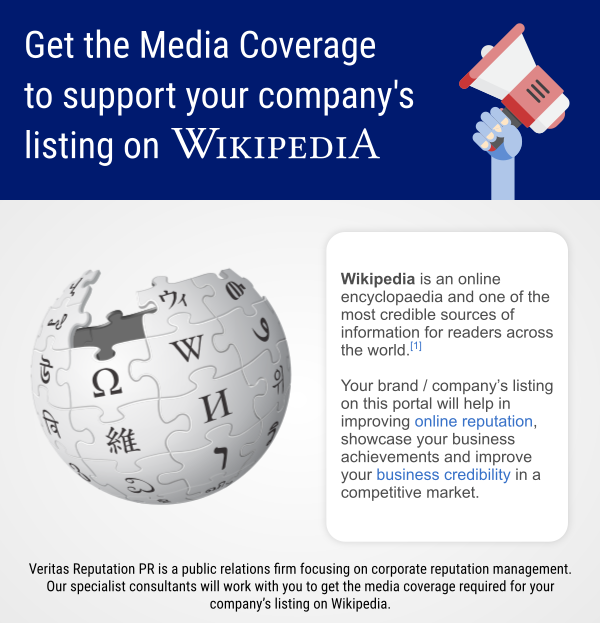 Get the Media Coverage
to support your company's
listing on WIKIPEDIA
ウィ
W
Ω
И
維
Wikipedia is an online
encyclopaedia and one of the
most credible sources of
information for readers across
the world.[1]
Your brand / company’s listing
on this portal will help in
improving online reputation,
showcase your business
achievements and improve
your business credibility in a
competitive market.
Veritas Reputation PR is a public relations firm focusing on corporate reputation management.
Our specialist consultants will work with you to get the media coverage required for your
company’s listing on Wikipedia.